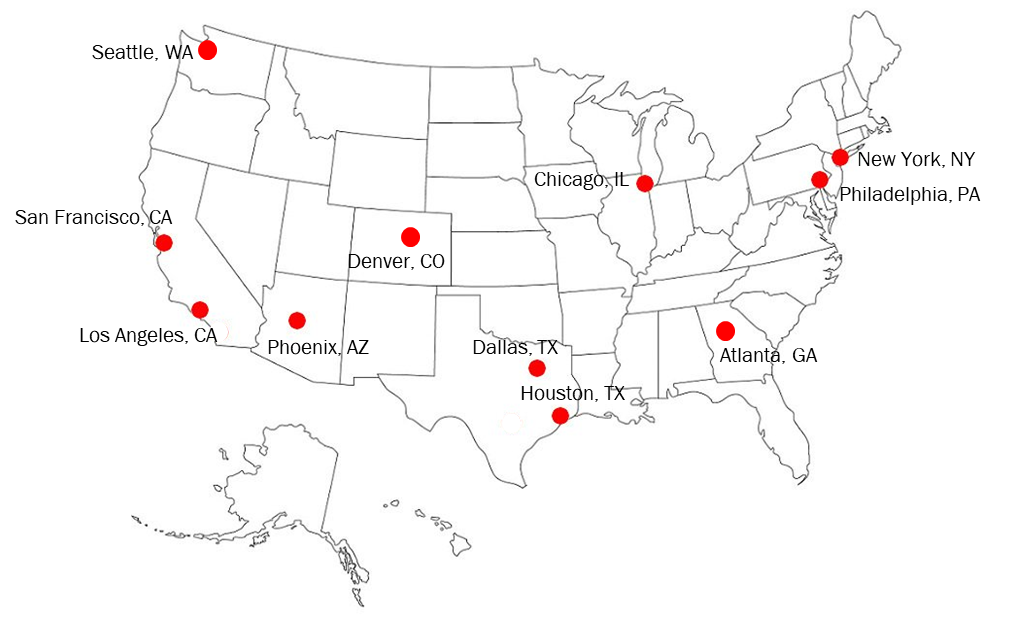 Seattle, WA
New York, NY
Chicago, IL
Philadelphia, PA
San Francisco, CA
Denver, CO
Los Angeles, CA
Phoenix, AZ
Dallas, TX
Atlanta, GA
Houston, TX